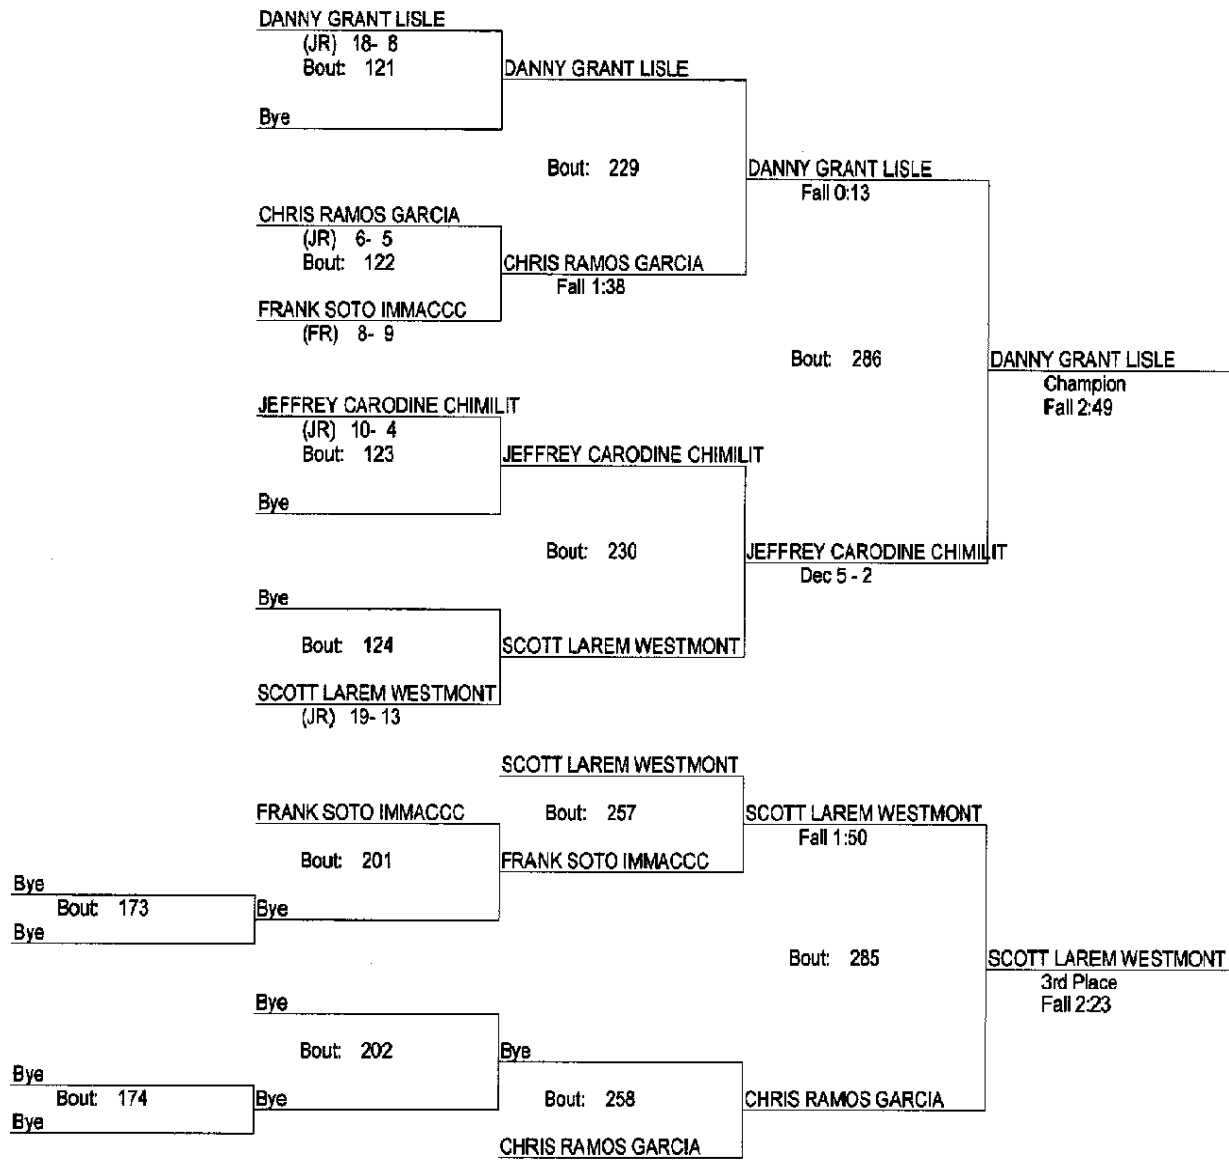 DANNY GRANT LISLE
(JR) 18- 8
Bout: 121
DANNY GRANT LISLE
Bye
Bout: 229
DANNY GRANT LISLE
Fall 0:13
CHRIS RAMOS GARCIA
(JR) 6- 5
Bout: 122
CHRIS RAMOS GARCIA
Fall 1:38
FRANK SOTO IMMACCC
(FR) 8- 9
Bout: 286
DANNY GRANT LISLE
Champion
Fall 2:49
JEFFREY CARODINE CHIMILIT
(JR) 10- 4
Bout: 123
JEFFREY CARODINE CHIMILIT
Bye
Bout: 230
JEFFREY CARODINE CHIMILIT
Dec 5 - 2
Bye
Bout: 124
SCOTT LAREM WESTMONT
SCOTT LAREM WESTMONT
(JR) 19- 13
SCOTT LAREM WESTMONT
FRANK SOTO IMMACCC
Bout: 257
SCOTT LAREM WESTMONT
Fall 1:50
Bout: 201
FRANK SOTO IMMACCC
Bye
Bout: 173
Bye
Bye
Bout: 285
SCOTT LAREM WESTMONT
3rd Place
Fall 2:23
Bye
Bout: 202
Bye
Bye
Bout: 174
Bye
Bye
Bout: 258
CHRIS RAMOS GARCIA
CHRIS RAMOS GARCIA